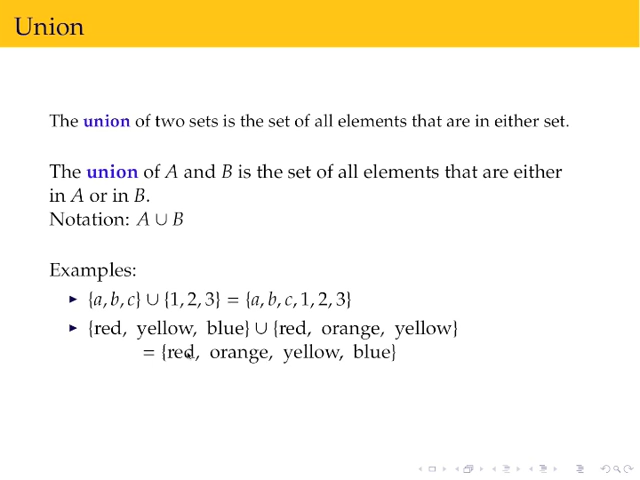 Union
The union of two sets is the set of all elements that are in either set.
The union of A and B is the set of all elements that are either
in A or in B.
Notation: A ∪ B
Examples:
{a, b, c} ∪ {1, 2, 3} = {a, b, c, 1, 2, 3}
{red, yellow, blue} ∪ {red, orange, yellow}
= {red, orange, yellow, blue}